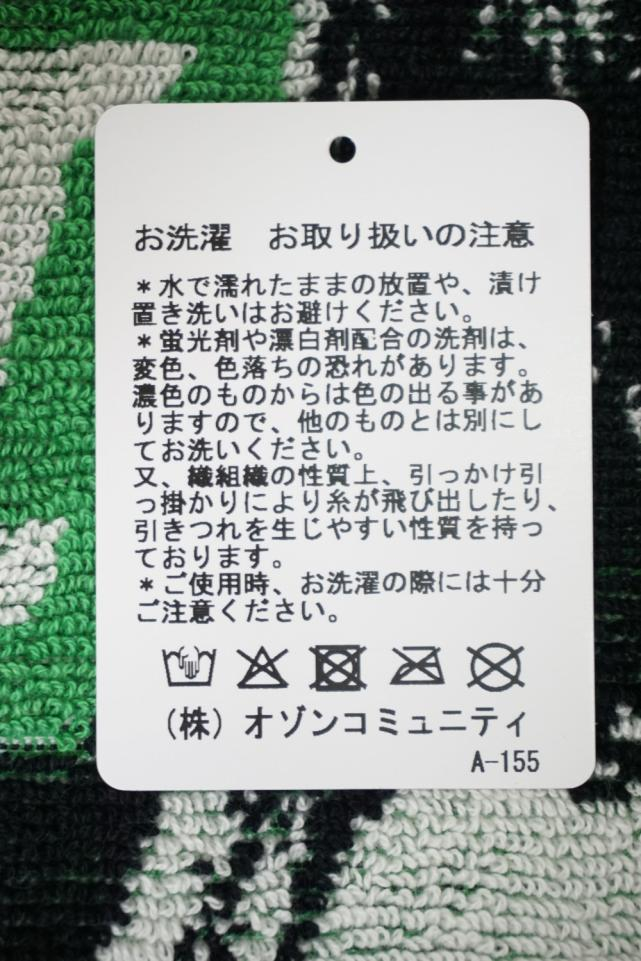 お洗濯　お取り扱いの注意
＊水で濡れたままの放置や、漬け
置き洗いはお避けください。
＊蛍光剤や漂白剤配合の洗剤は、
変色、色落ちの恐れがあります。
濃色のものからは色の出る事があ
りますので、他のものとは別にし
てお洗いください。
又、織組織の性質上、引っかけ引
っ掛かりにより糸が飛び出したり、
引きつれを生じやすい性質を持っ
ております。
＊ご使用時、お洗濯の際には十分
ご注意ください。
（株）オゾンコミュニティ
A-155